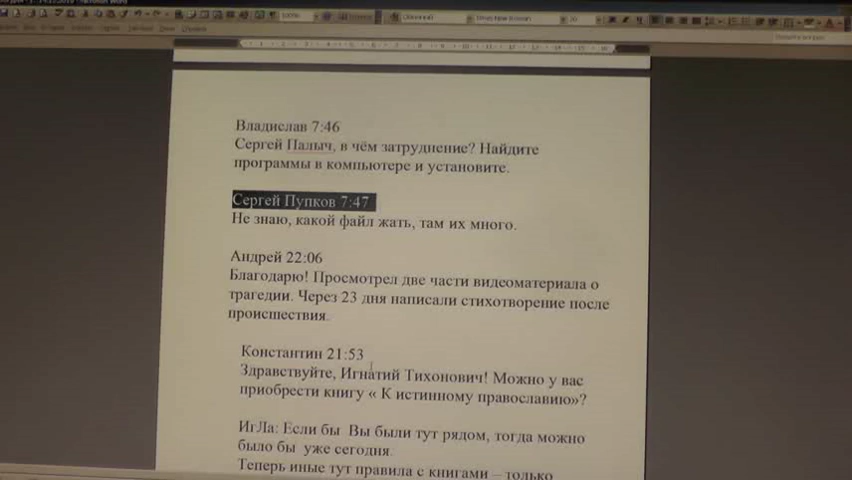 Владислав 7:46
Сергей Палыч, в чём затруднение? Найдите
программы в компьютере и установите.
Сергей Пупков 7:47
Не знаю, какой файл жать, там их много.
Андрей 22:06
Благодарю! Просмотрел две части видеоматериала о
трагедии. Через 23 дня написали стихотворение после
происшествия.
Константин 21:53
Здравствуйте, Игнатий Тихонович! Можно у вас
приобрести книгу « К истинному православию»?
ИгЛа: Если бы Вы были тут рядом, тогда можно
было бы уже сегодня.
Теперь иные тут правила с книгами – только